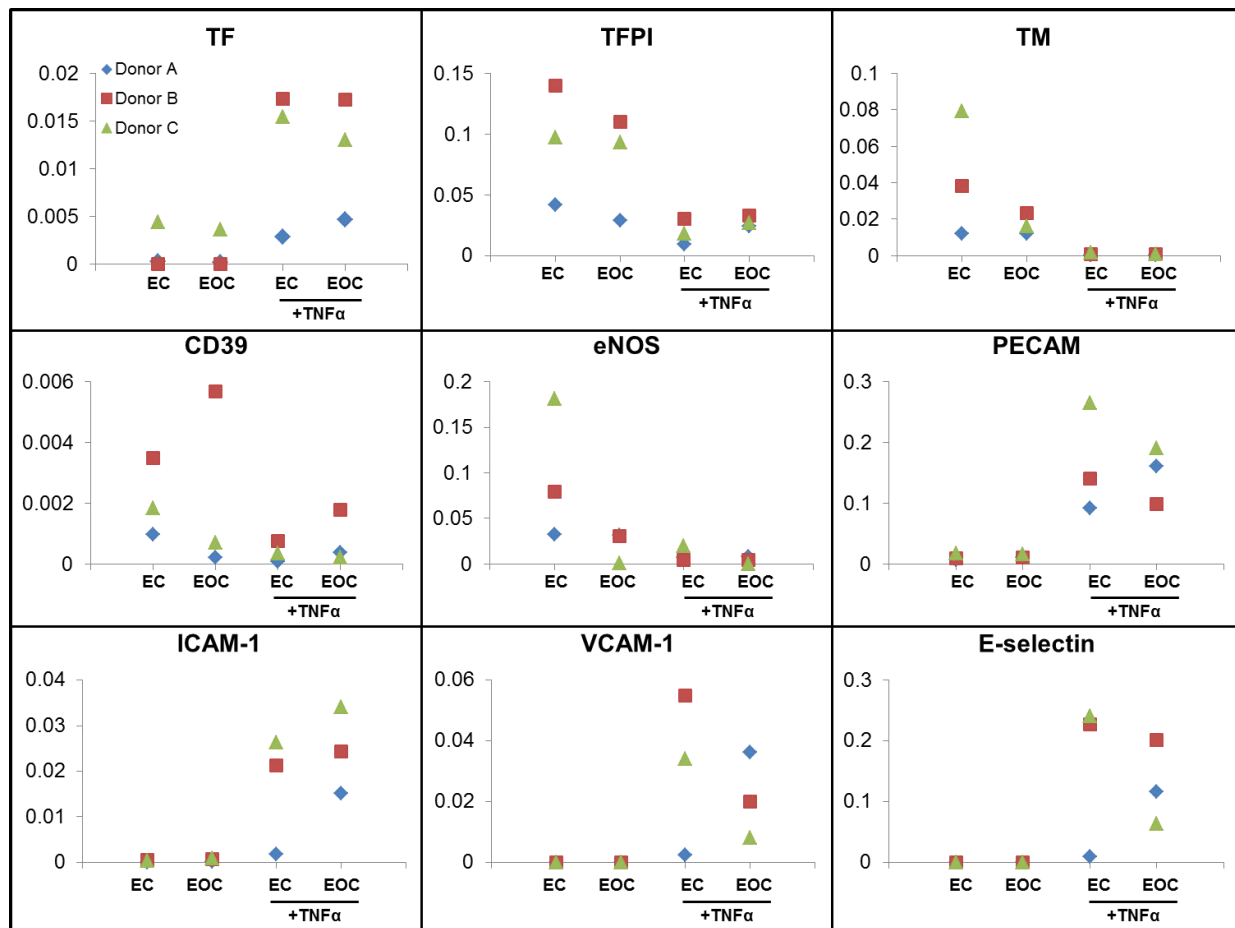 TF
0.02
0.015
0.01
0.005
0
Donor A
Donor B
Donor C
EC EOC EC EOC
+TNFα
TFPI
0.15
0.1
0.05
0
EC EOC EC EOC
+TNFα
TM
0.1
0.08
0.06
0.04
0.02
0
EC EOC EC EOC
+TNFα
CD39
0.006
0.004
0.002
0
EC EOC EC EOC
+TNFα
eNOS
0.2
0.15
0.1
0.05
0
EC EOC EC EOC
+TNFα
PECAM
0.3
0.2
0.1
0
EC EOC EC EOC
+TNFα
ICAM-1
0.04
0.03
0.02
0.01
0
EC EOC EC EOC
+TNFα
VCAM-1
0.06
0.04
0.02
0
EC EOC EC EOC
+TNFα
E-selectin
0.3
0.2
0.1
0
EC EOC EC EOC
+TNFα